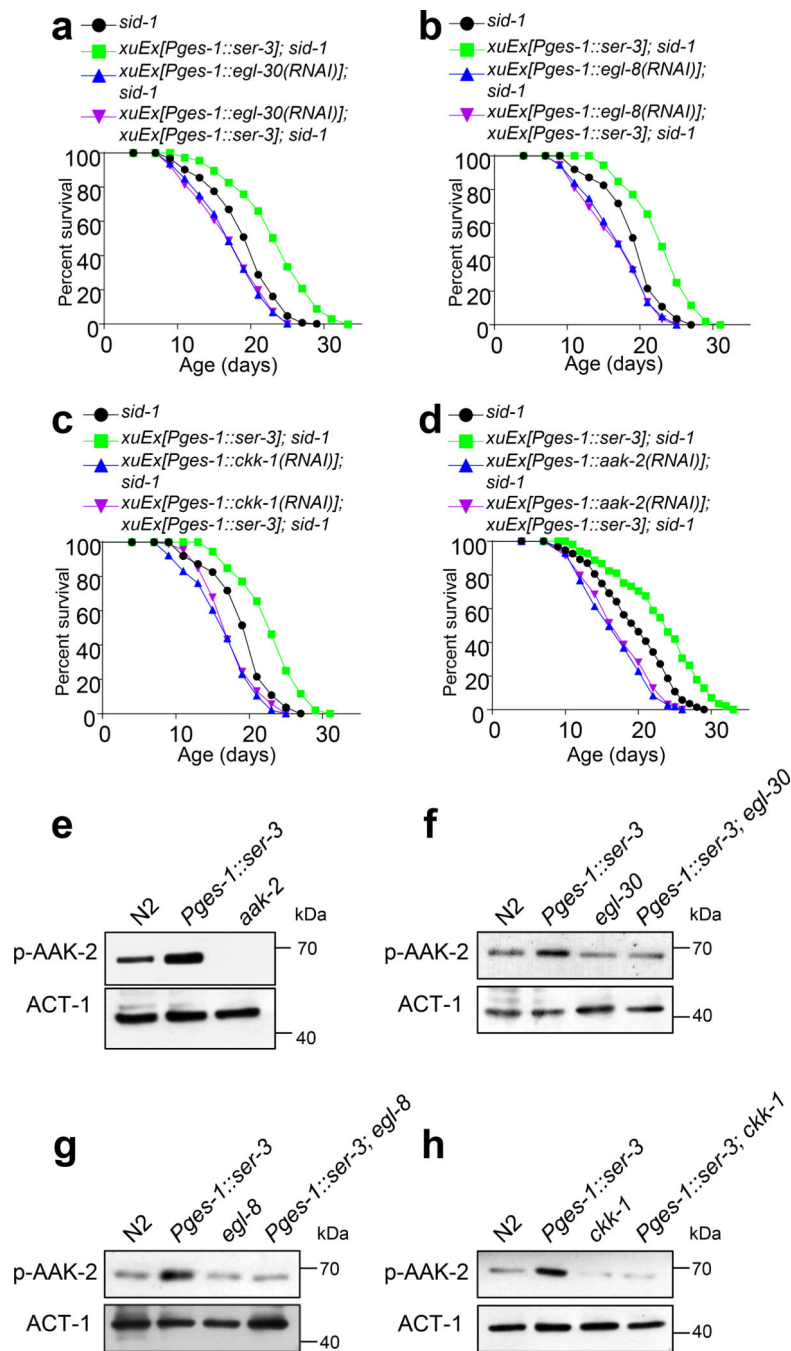 a
sid-1
xuEx[Pges-1::ser-3]; sid-1
xuEx[Pges-1::egl-30(RNAI)];
sid-1
xuEx[Pges-1::egl-30(RNAI)];
xuEx[Pges-1::ser-3]; sid-1
Percent survival
100
80
60
40
20
0
0
10
20
30
Age (days)
b
sid-1
xuEx[Pges-1::ser-3]; sid-1
xuEx[Pges-1::egl-8(RNAI)];
sid-1
xuEx[Pges-1::egl-8(RNAI)];
xuEx[Pges-1::ser-3]; sid-1
Percent survival
100
80
60
40
20
0
0
10
20
30
Age (days)
c
sid-1
xuEx[Pges-1::ser-3]; sid-1
xuEx[Pges-1::ckk-1(RNAI)];
sid-1
xuEx[Pges-1::ckk-1(RNAI)];
xuEx[Pges-1::ser-3]; sid-1
Percent survival
100
80
60
40
20
0
0
10
20
30
Age (days)
d
sid-1
xuEx[Pges-1::ser-3]; sid-1
xuEx[Pges-1::aak-2(RNAI)];
sid-1
xuEx[Pges-1::aak-2(RNAI)];
xuEx[Pges-1::ser-3]; sid-1
Percent survival
100
80
60
40
20
0
0
10
20
30
Age (days)
e
N2
Pges-1::ser-3
aak-2
kDa
p-AAK-2
70
ACT-1
40
f
N2
Pges-1::ser-3
egl-30
Pges-1::ser-3; egl-30
kDa
p-AAK-2
70
ACT-1
40
g
N2
Pges-1::ser-3
egl-8
Pges-1::ser-3; egl-8
kDa
p-AAK-2
70
ACT-1
40
h
N2
Pges-1::ser-3
ckk-1
Pges-1::ser-3; ckk-1
kDa
p-AAK-2
70
ACT-1
40